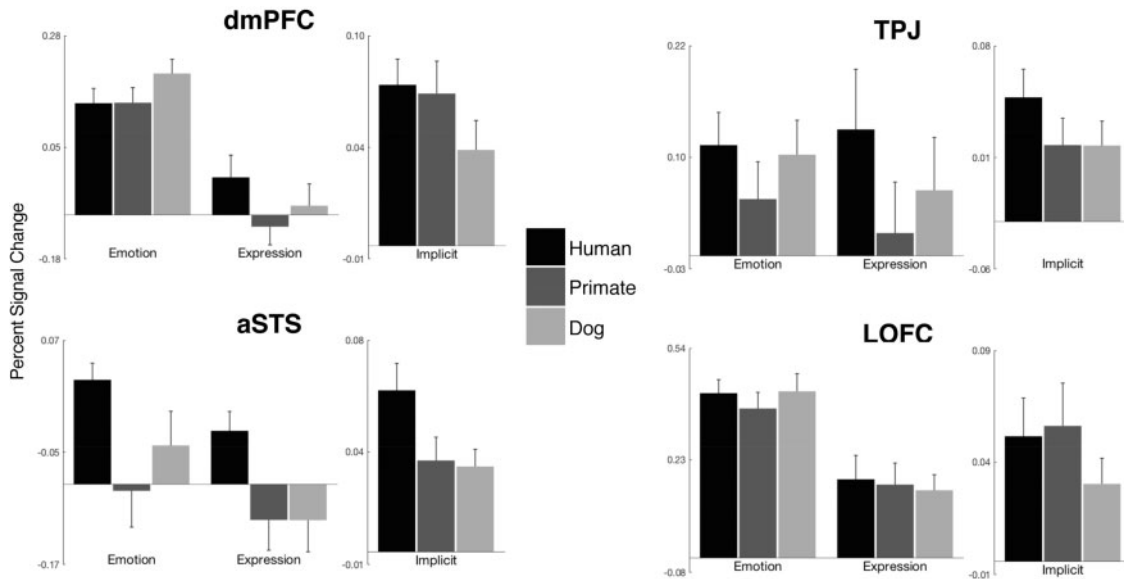 dmPFC
0.28
0.05
-0.18
Emotion
Expression
0.10
0.04
-0.01
Implicit
TPJ
0.22
0.10
-0.03
Emotion
Expression
0.08
0.01
-0.06
Implicit
Percent Signal Change
Human
Primate
Dog
aSTS
0.07
-0.05
-0.17
Emotion
Expression
0.08
0.04
-0.01
Implicit
LOFC
0.54
0.23
-0.08
Emotion
Expression
0.09
0.04
-0.01
Implicit